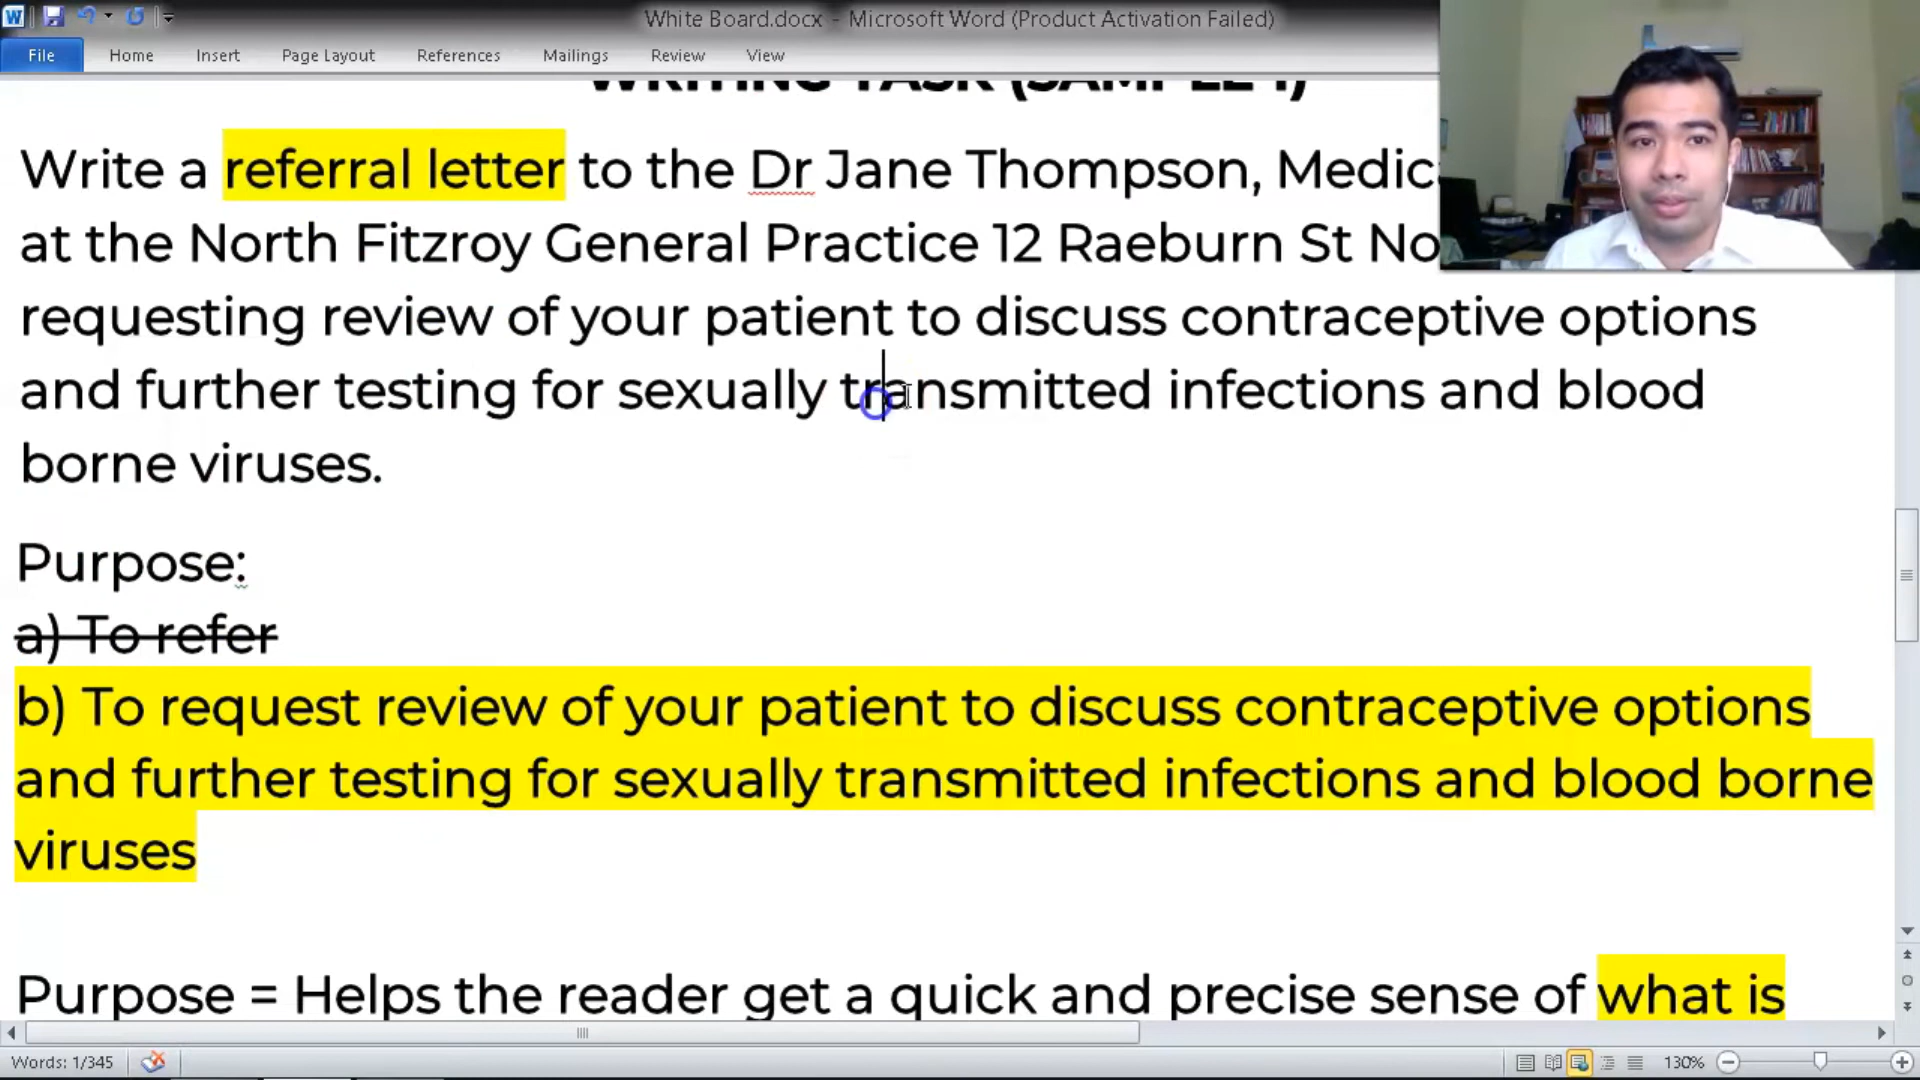 White Board.docx - Microsoft Word (Product Activation Failed)
File Home Insert Page Layout References Mailings Review View
WRITING TASK (SAMPLE 1)
Write a referral letter to the Dr Jane Thompson,
at the North Fitzroy General Practice 12 Raeburn St
requesting review of your patient to discuss contraceptive options
and further testing for sexually transmitted infections and blood
borne viruses.
Purpose:
a) To refer
b) To request review of your patient to discuss contraceptive options
and further testing for sexually transmitted infections and blood borne
viruses
Purpose = Helps the reader get a quick and precise sense of what is
Words: 1/345
130%